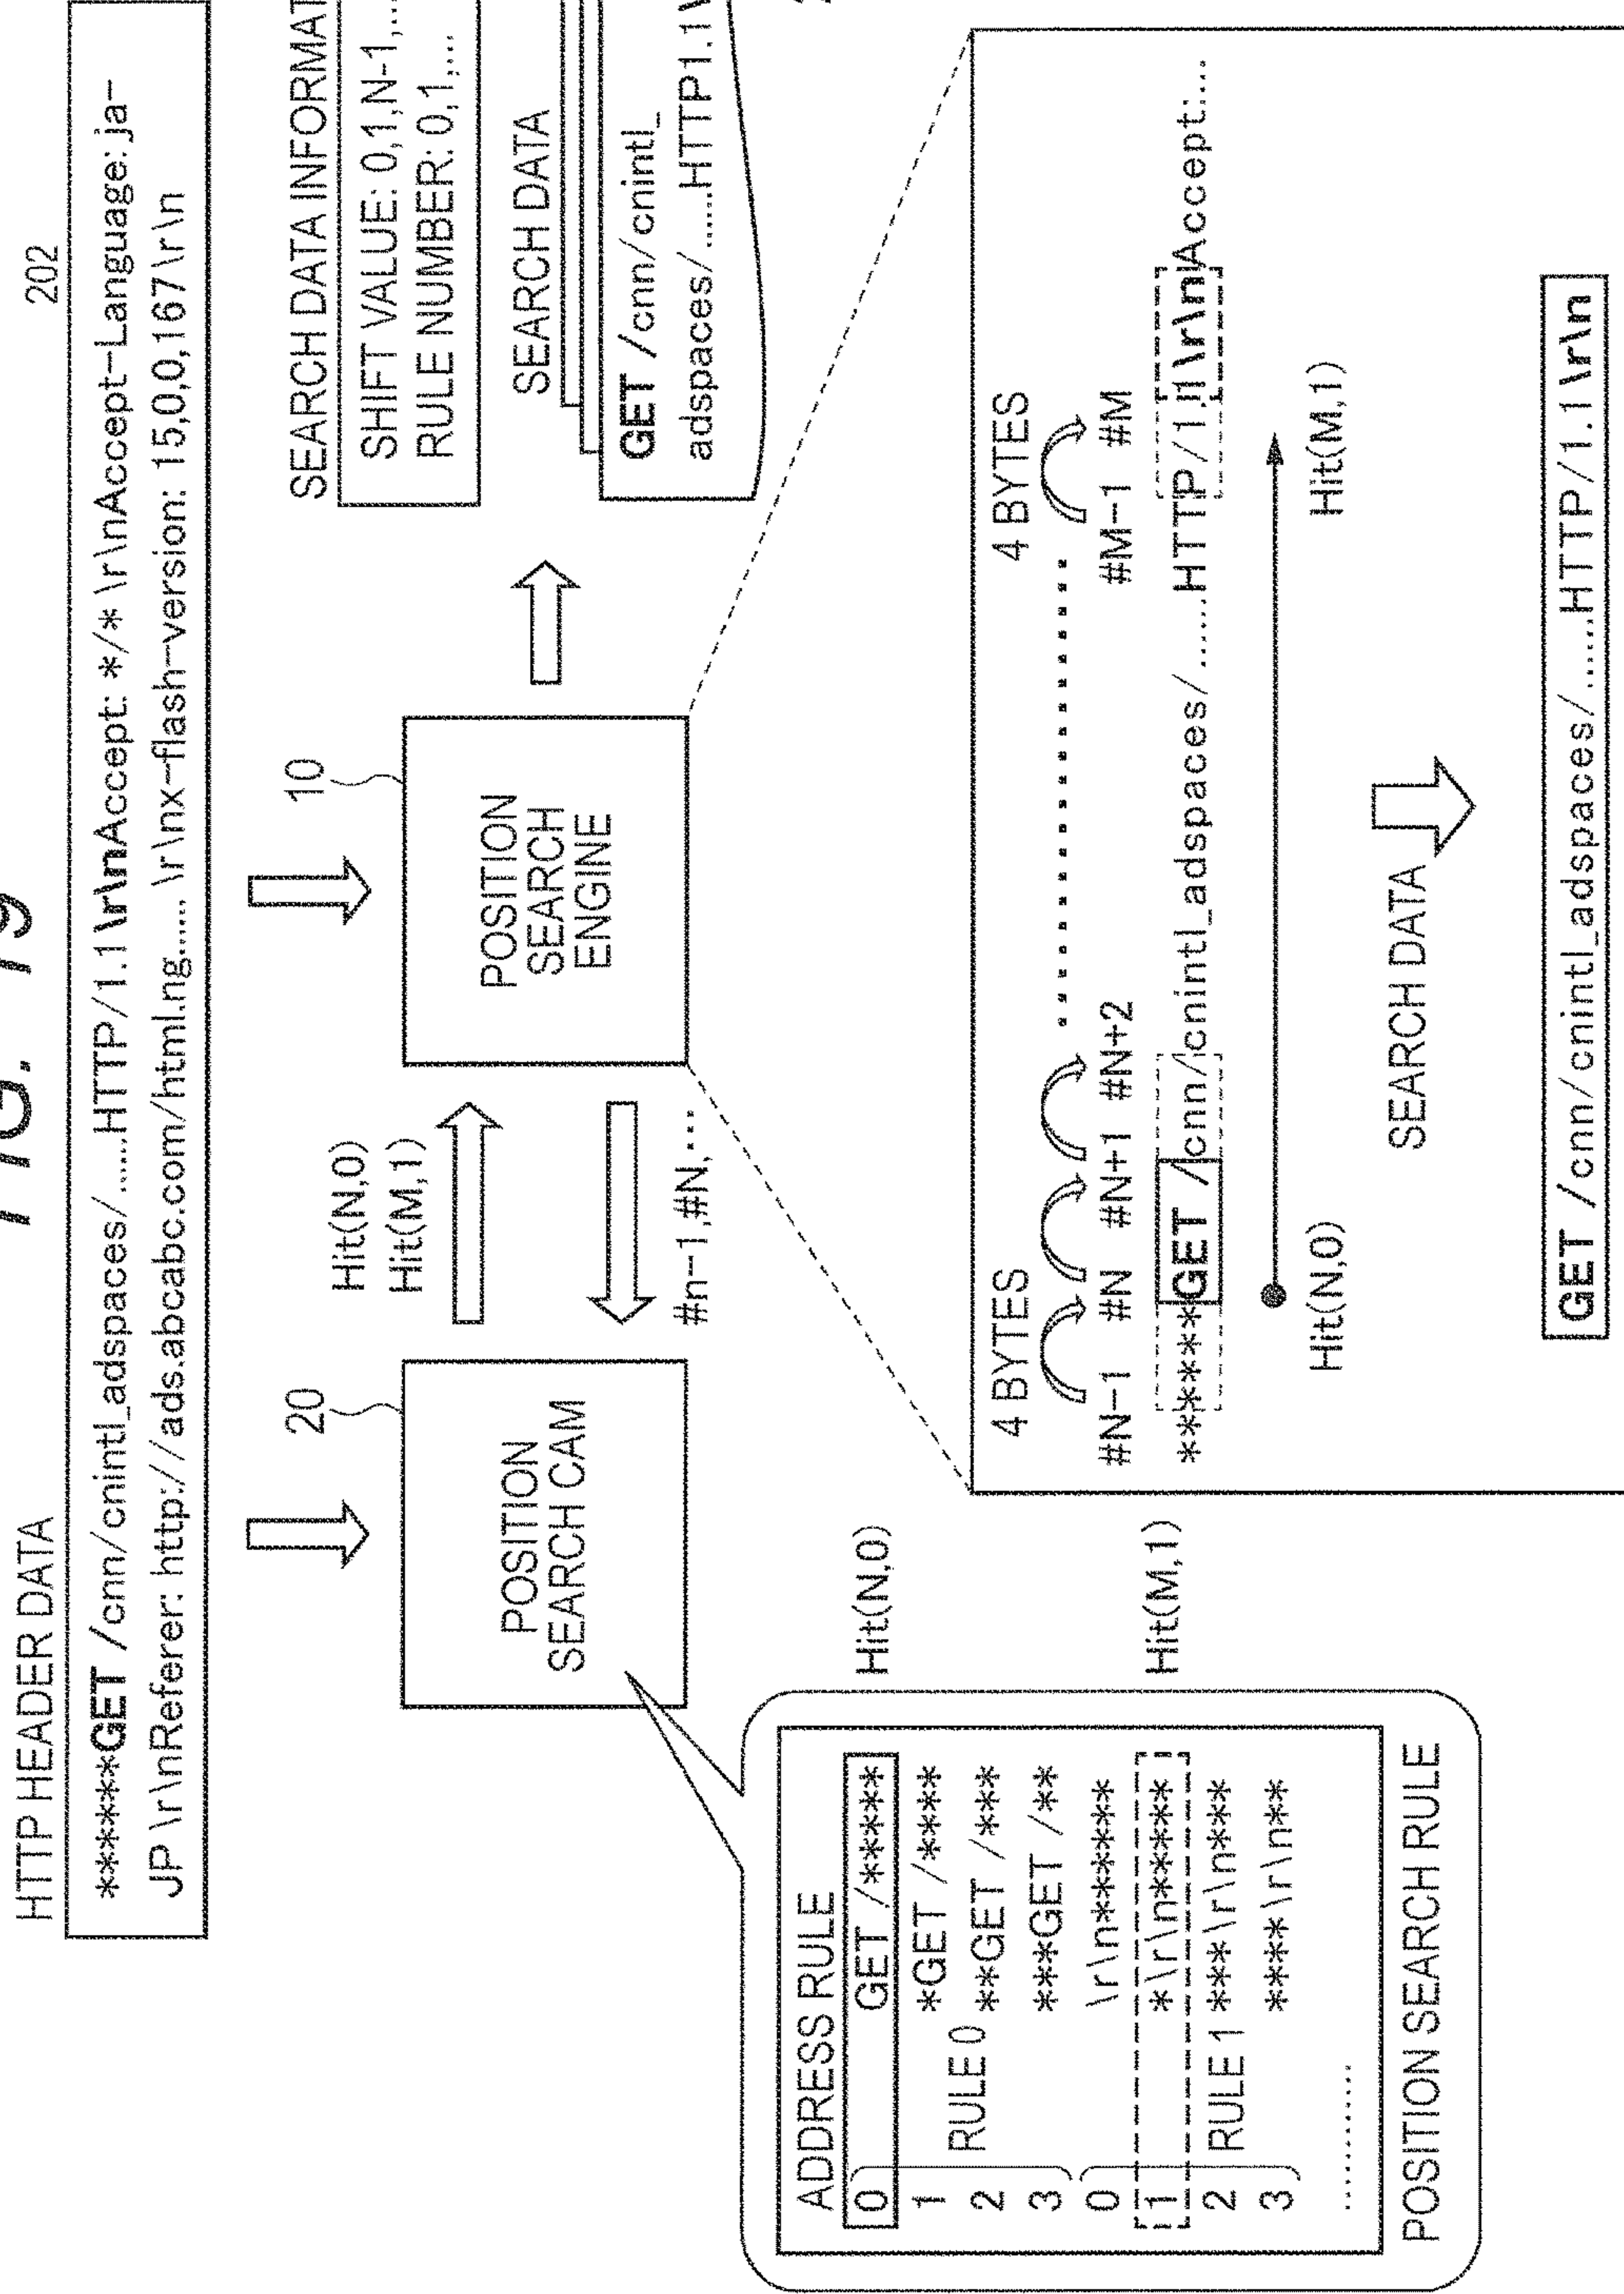 FIG. 19
HTTP HEADER DATA
202
******GET /cnn/cnintl_adspaces/......HTTP/1.1\r\nAccept: */* \r\nAccept-Language: ja-
JP \r\nReferer: http://ads.abcabc.com/html.ng..... \r\nx-flash-version: 15,0,0,167 \r\n
20
POSITION
SEARCH CAM
Hit(N,0)
Hit(M,1)
#n-1,#N,...
10
POSITION
SEARCH
ENGINE
SEARCH DATA INFORMAT
SHIFT VALUE: 0,1,N-1,...
RULE NUMBER: 0,1,...
SEARCH DATA
GET /cnn/cnintl_
adspaces/.....HTTP1.1\
ADDRESS RULE
0 GET /*****
1 *GET /****
RULE 0
2 **GET /***
3 ***GET /**
0 \r\n*******
1 *\r\n*****
RULE 1
2 ***\r\n***
3 ****\r\n**
..........
POSITION SEARCH RULE
Hit(N,0)
Hit(M,1)
4 BYTES
4 BYTES
#N-1 #N #N+1 #N+2 #M-1 #M
******GET /cnn/cnintl_adspaces/......HTTP/1.1\r\nAccept:...
Hit(N,0)
Hit(M,1)
SEARCH DATA
GET /cnn/cnintl_adspaces/......HTTP/1.1\r\n